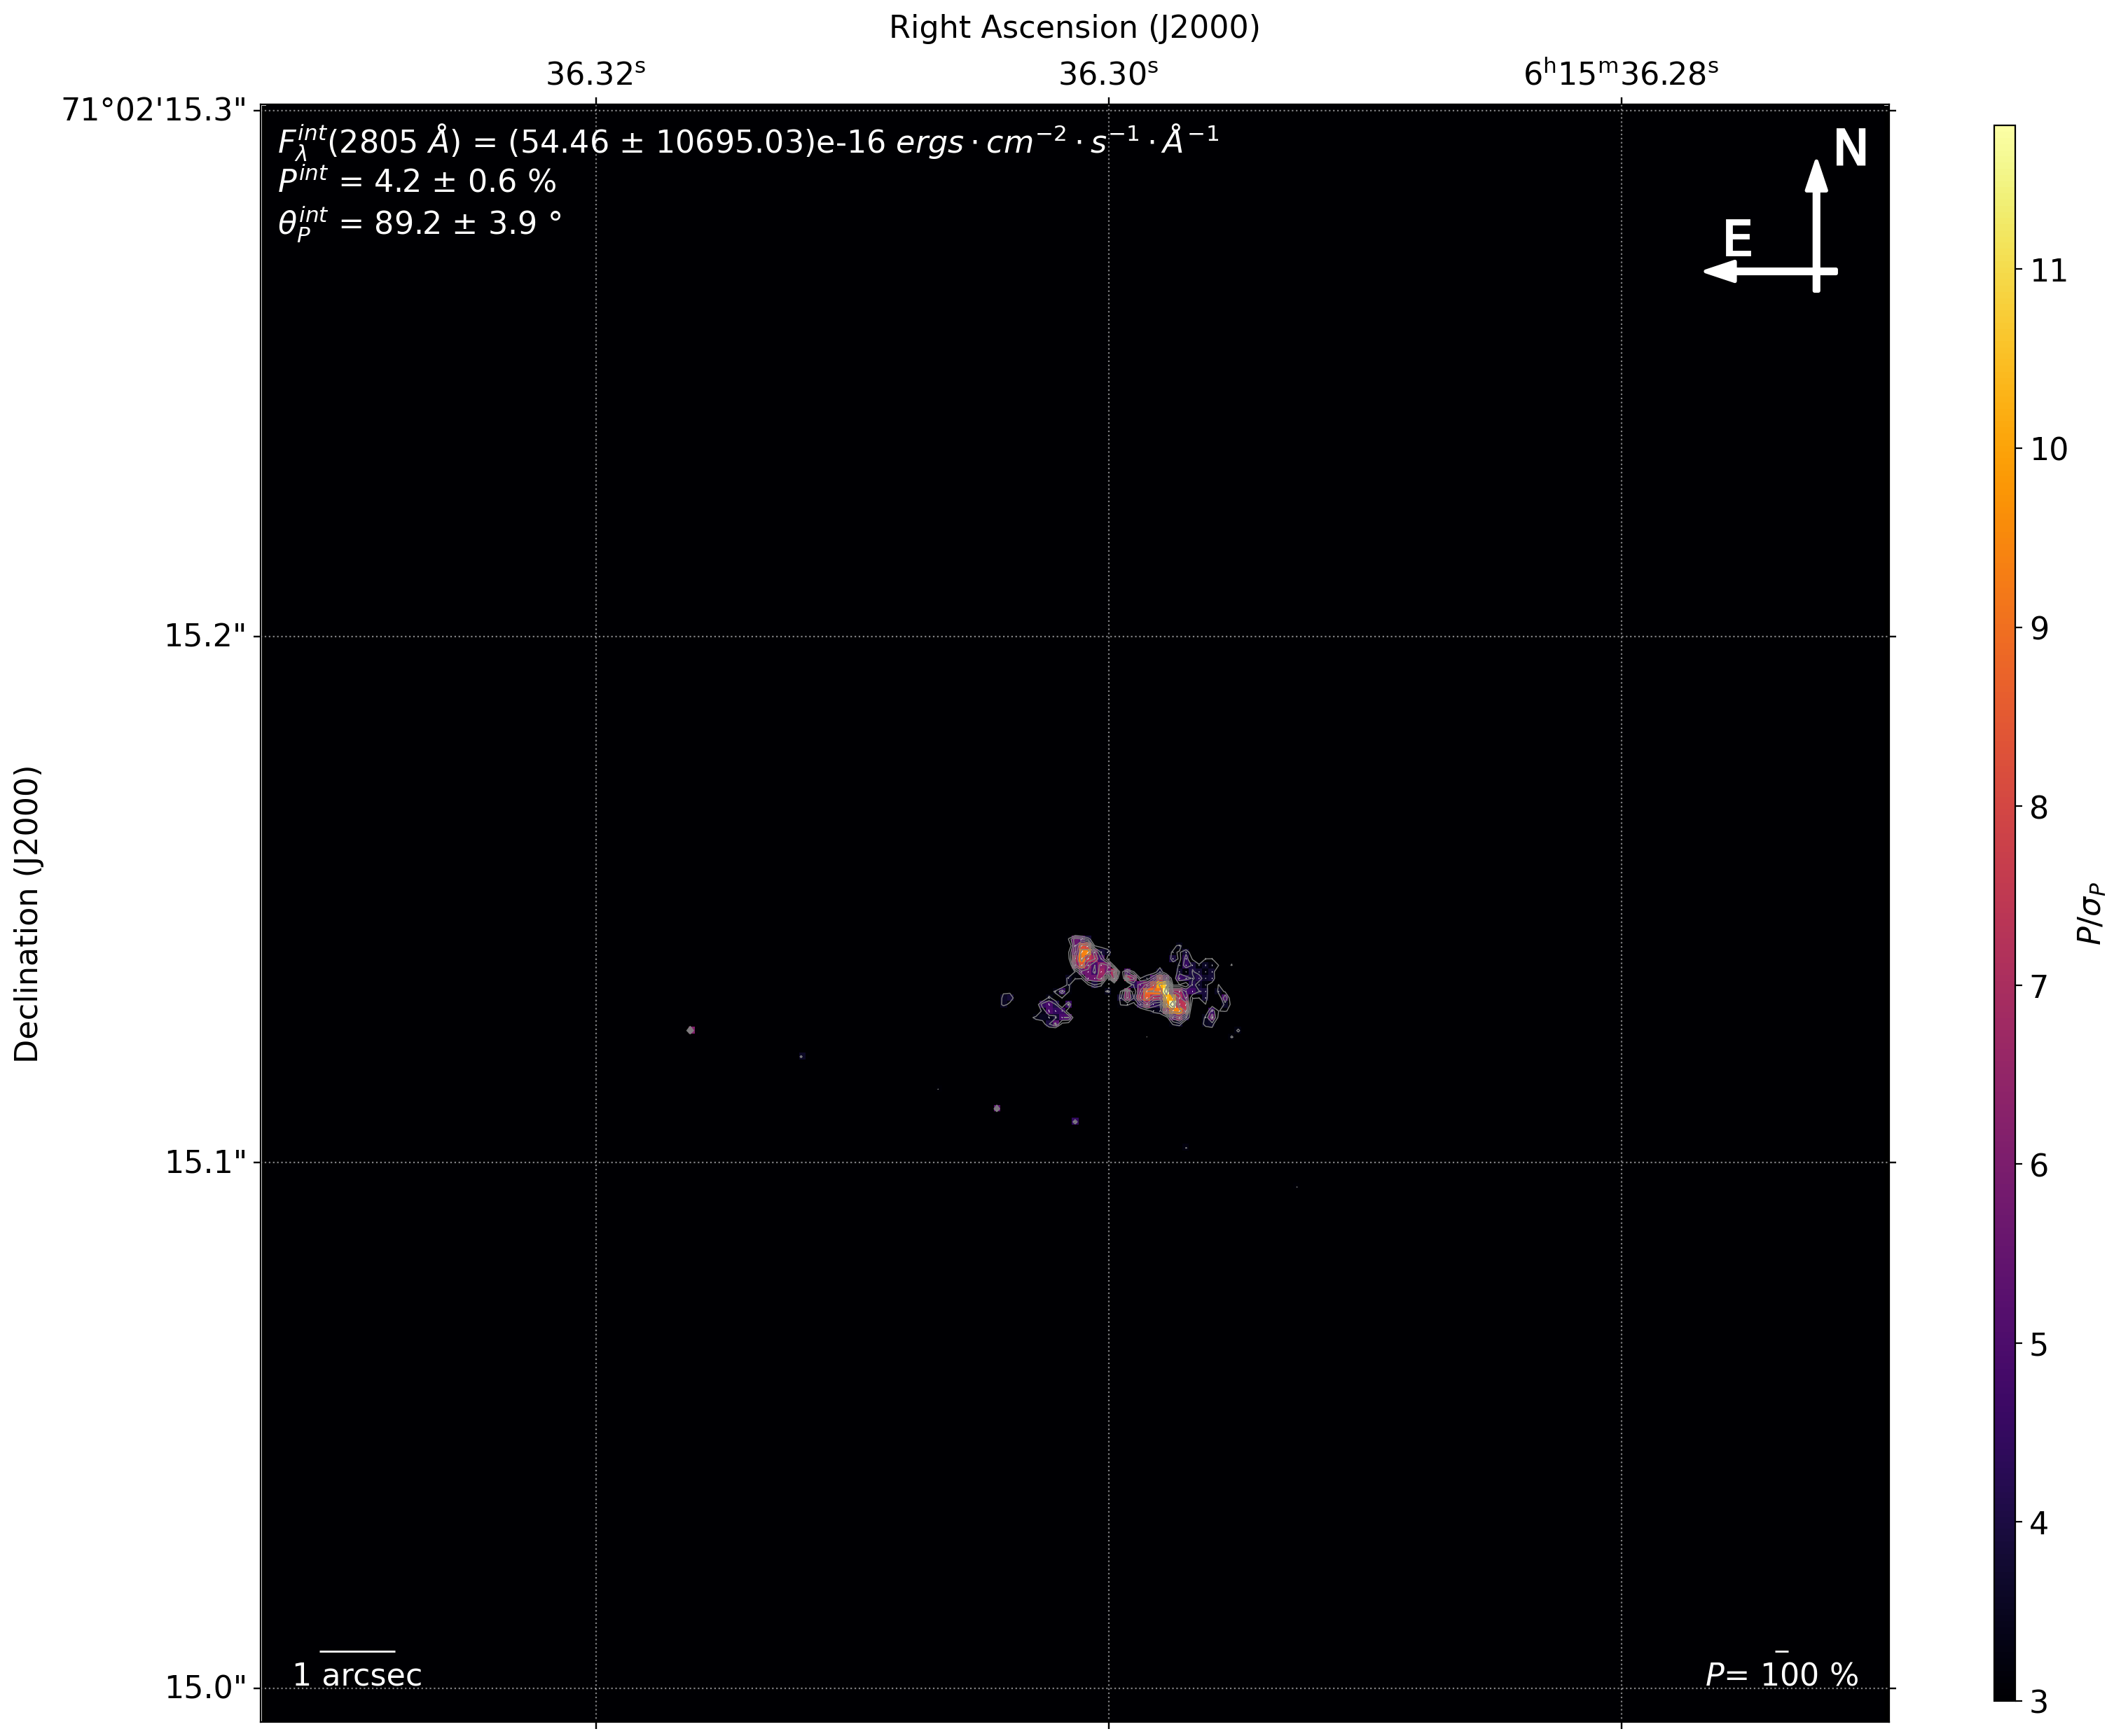 Right Ascension (J2000)
36.32ˢ 36.30ˢ 6ʰ15ᵐ36.28ˢ
71°02'15.3"
15.2"
15.1"
15.0"
Declination (J2000)
F_λ^int(2805 Å) = (54.46 ± 10695.03)e-16 ergs · cm⁻² · s⁻¹ · Å⁻¹
P^int = 4.2 ± 0.6 %
θ_P^int = 89.2 ± 3.9 °
N
E
1 arcsec
P= 100 %
11
10
9
8
7
6
5
4
3
P/σ_P